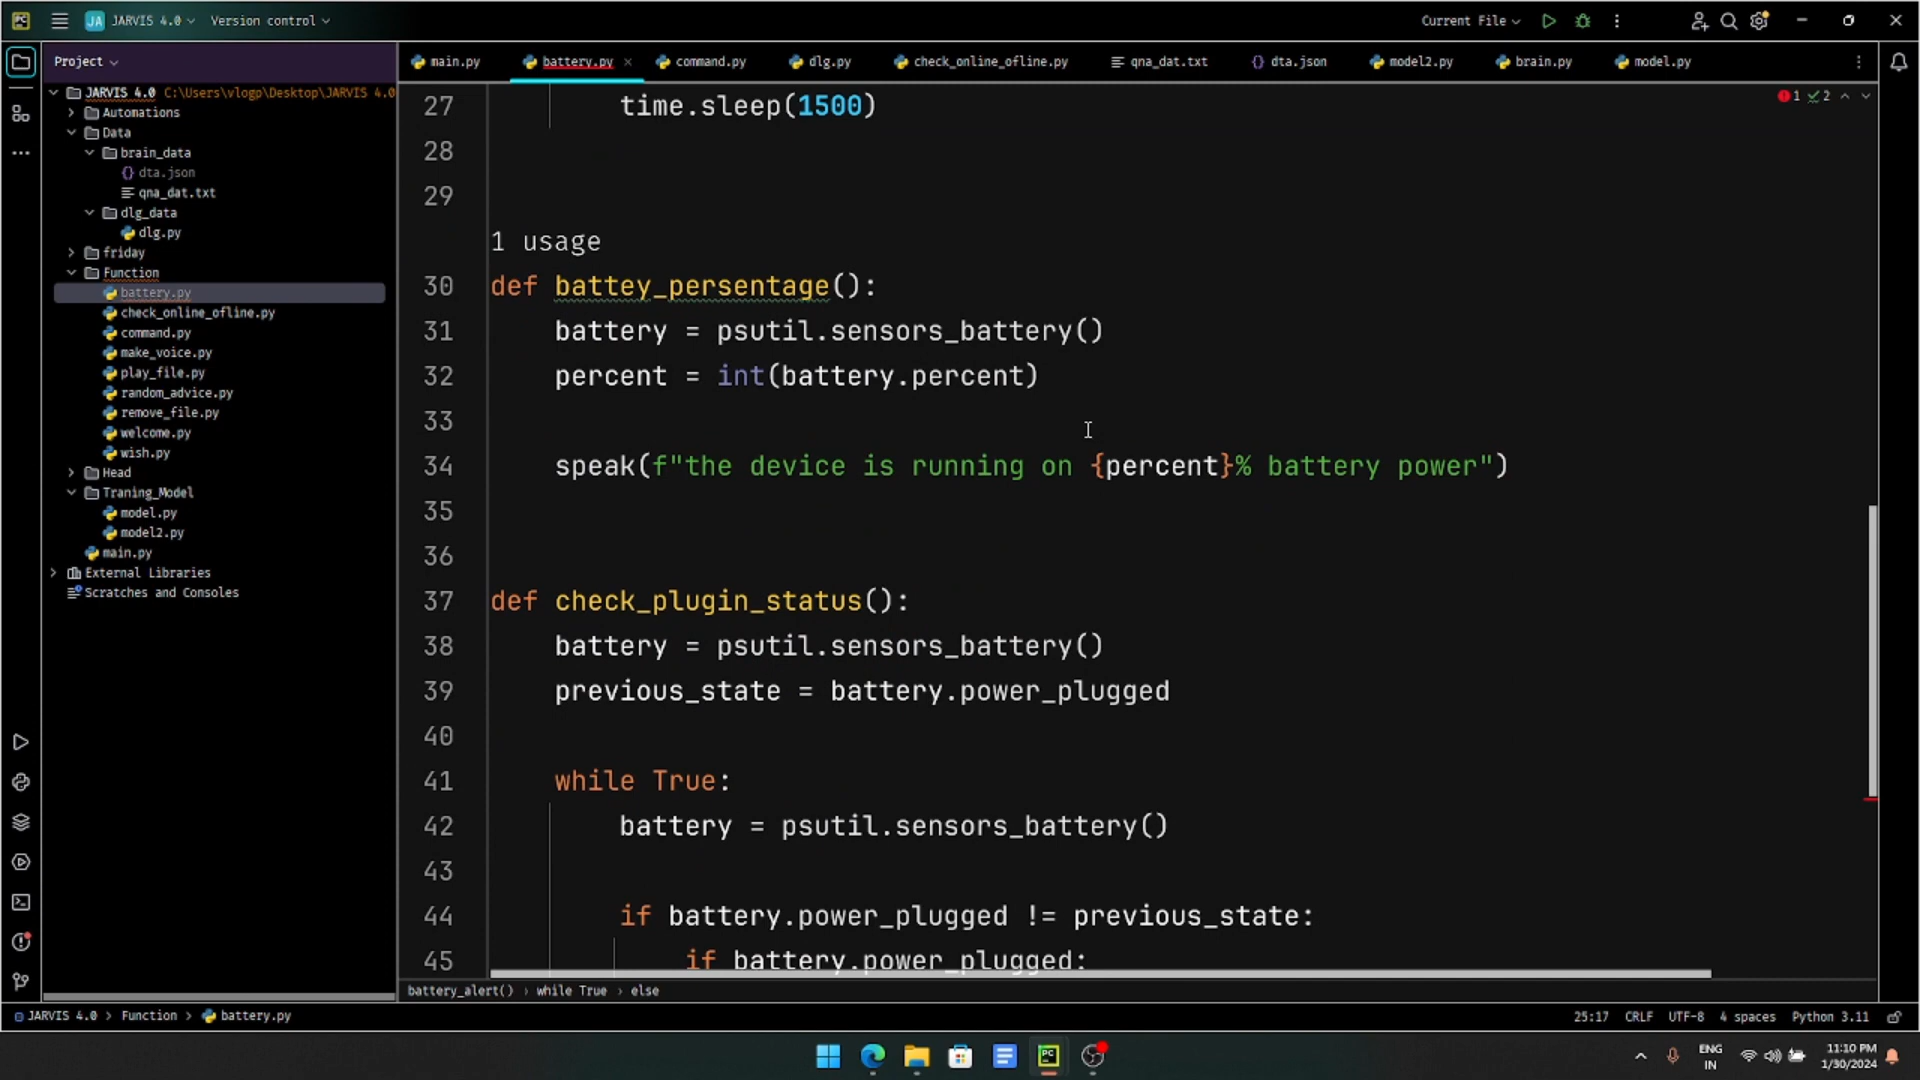 PC JA JARVIS 4.0 Version control Current File
Project
main.py battery.py command.py dlg.py check_online_ofline.py qna_dat.txt {} dta.json model2.py brain.py model.py
JARVIS 4.0 C:\Users\vlogp\Desktop\JARVIS 4.0
Automations
Data
brain_data
{} dta.json
qna_dat.txt
dlg_data
dlg.py
friday
Function
battery.py
check_online_ofline.py
command.py
make_voice.py
play_file.py
random_advice.py
remove_file.py
welcome.py
wish.py
Head
Traning_Model
model.py
model2.py
main.py
External Libraries
Scratches and Consoles
1 2
27 time.sleep(1500)
28
29
1 usage
30 def battey_persentage():
31 battery = psutil.sensors_battery()
32 percent = int(battery.percent)
33
34 speak(f"the device is running on {percent}% battery power")
35
36
37 def check_plugin_status():
38 battery = psutil.sensors_battery()
39 previous_state = battery.power_plugged
40
41 while True:
42 battery = psutil.sensors_battery()
43
44 if battery.power_plugged != previous_state:
45 if battery.power_plugged:
battery_alert() › while True › else
JARVIS 4.0 › Function › battery.py 25:17 CRLF UTF-8 4 spaces Python 3.11
PC
ENG
IN
11:10 PM
1/30/2024